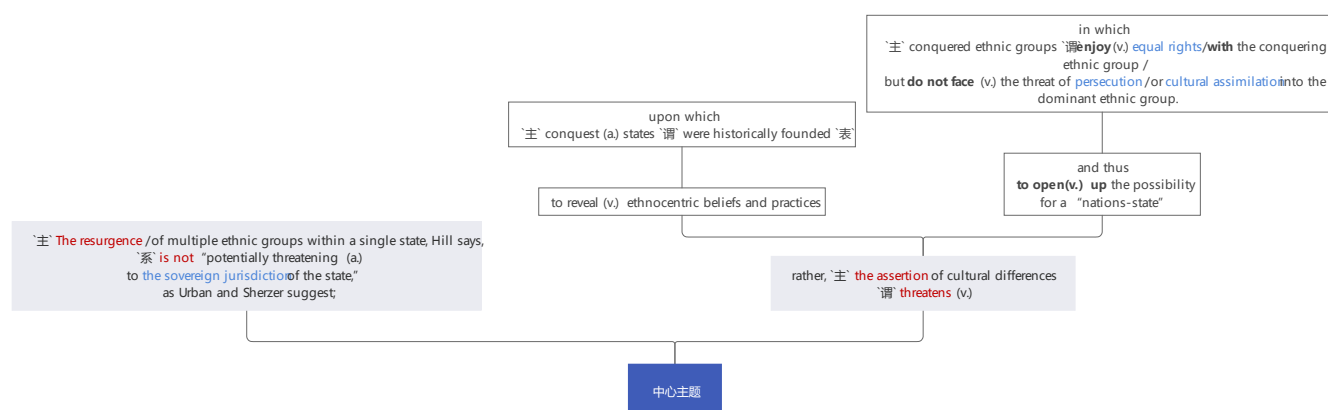 in which
`主` conquered ethnic groups `谓`enjoy (v.) equal rights/with the conquering
ethnic group /
but do not face (v.) the threat of persecution /or cultural assimilation into the
dominant ethnic group.
upon which
`主` conquest (a.) states `谓` were historically founded `表`
and thus
to open(v.) up the possibility
for a “nations-state”
to reveal (v.) ethnocentric beliefs and practices
`主` The resurgence /of multiple ethnic groups within a single state, Hill says,
`系` is not “potentially threatening (a.)
to the sovereign jurisdiction of the state,”
as Urban and Sherzer suggest;
rather, `主` the assertion of cultural differences
`谓` threatens (v.)
中心主题